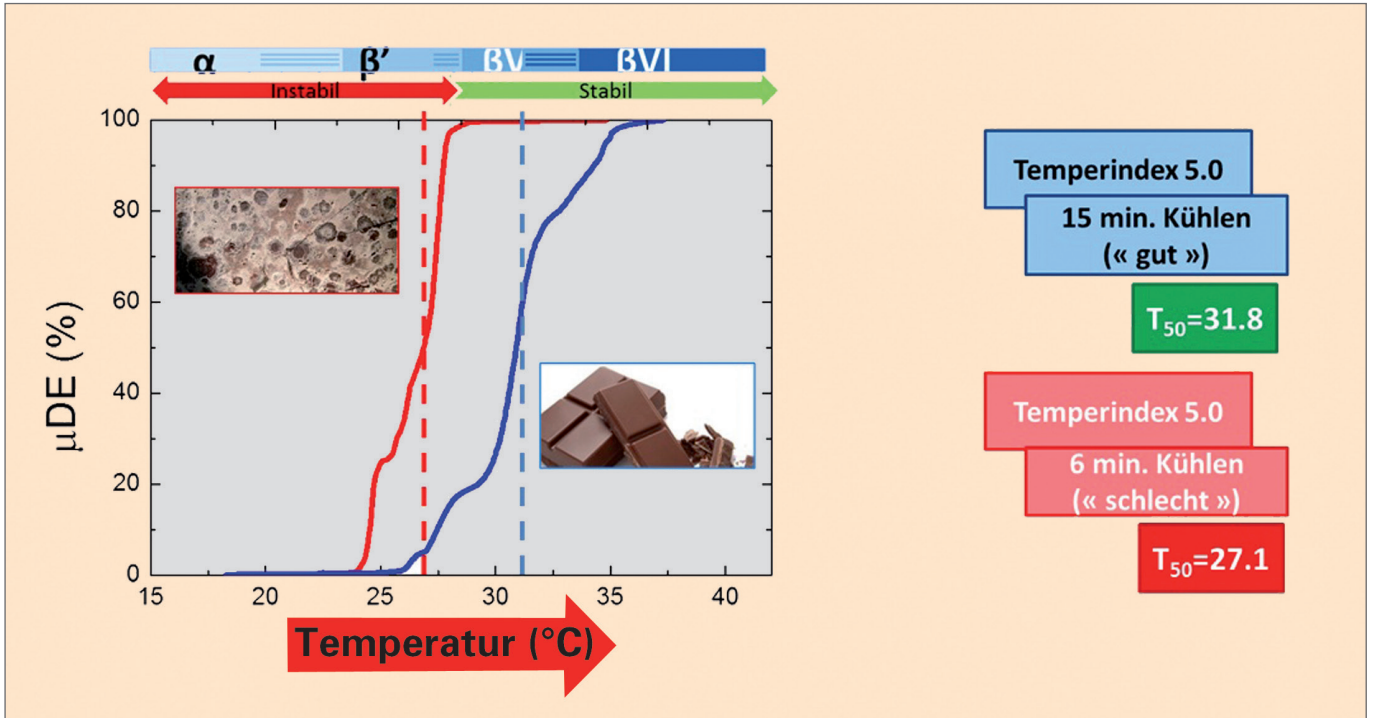 α β' βV βVI
Instabil Stabil
100
80
60
40
20
0
μDE (%)
15 20 25 30 35 40
Temperatur (°C)
Temperindex 5.0
15 min. Kühlen
(« gut »)
T₅₀=31.8
Temperindex 5.0
6 min. Kühlen
(« schlecht »)
T₅₀=27.1